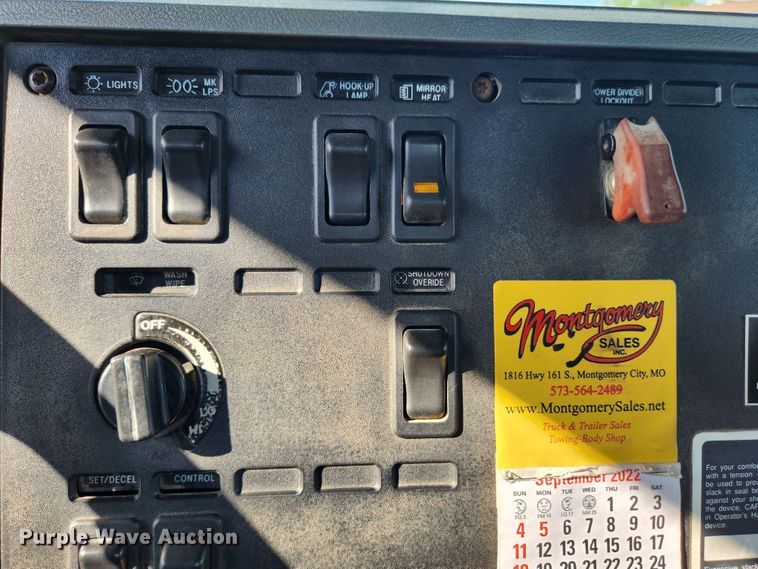 LIGHTS
MK
LPS
HOOK-UP
LAMP
MIRROR
HEAT
POWER DIVIDER
LOCKOUT
WASH
WIPE
SHUTDOWN
OVERIDE
OFF
LO
HI
SET/DECEL
CONTROL
Montgomery
SALES
INC.
1816 Hwy 161 S., Montgomery City, MO
573-564-2489
www.MontgomerySales.net
Truck & Trailer Sales
Towing-Body Shop
September 2022
SUN MON TUE WED THU FRI SAT
1 2 3
4 5 6 7 8 9 10
11 12 13 14 15 16 17
18 19 20 21 22 23 24
For your comfo
with a tension
be used to prov
slack in seat be
against your she
the device, CAR
in Operator's Ha
device.
Purple Wave Auction